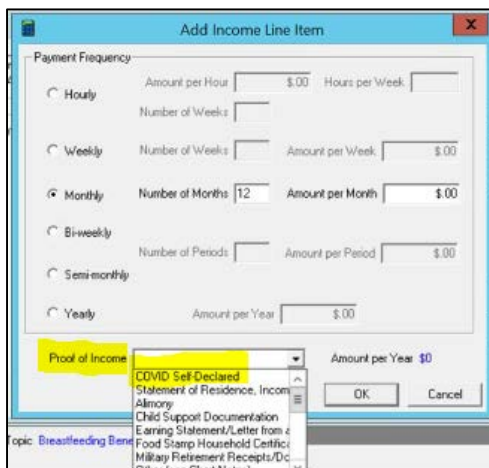 Add Income Line Item
X
Payment Frequency
Hourly
Amount per Hour $.00 Hours per Week
Number of Weeks
Weekly Number of Weeks Amount per Week $.00
Monthly Number of Months 12 Amount per Month $.00
Bi-weekly
Number of Periods Amount per Period $.00
Semi-monthly
Yearly Amount per Year $.00
Proof of Income Amount per Year $0
COVID Self-Declared
Statement of Residence, Incom
Alimony
Child Support Documentation
Earning Statement/Letter from a
Food Stamp Household Certifica
Military Retirement Receipts/Do
OK Cancel
Topic Breastfeeding Bene